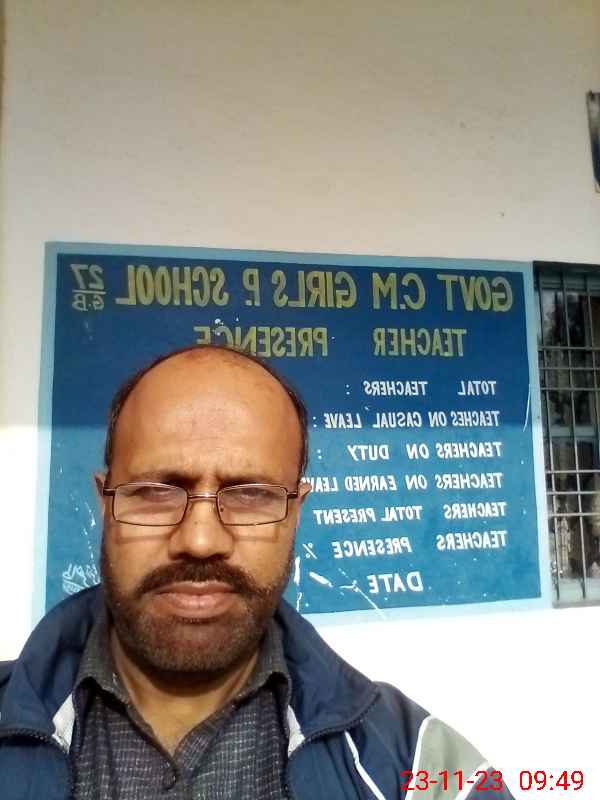 GOVT C.M GIRLS P. SCHOOL 27/G.B
TEACHER PRESENCE
TOTAL TEACHERS :
TEACHES ON CASUAL LEAVE :
TEACHERS ON DUTY :
TEACHERS ON EARNED LEAVE
TEACHERS TOTAL PRESENT
TEACHERS PRESENCE %
DATE
23-11-23 09:49